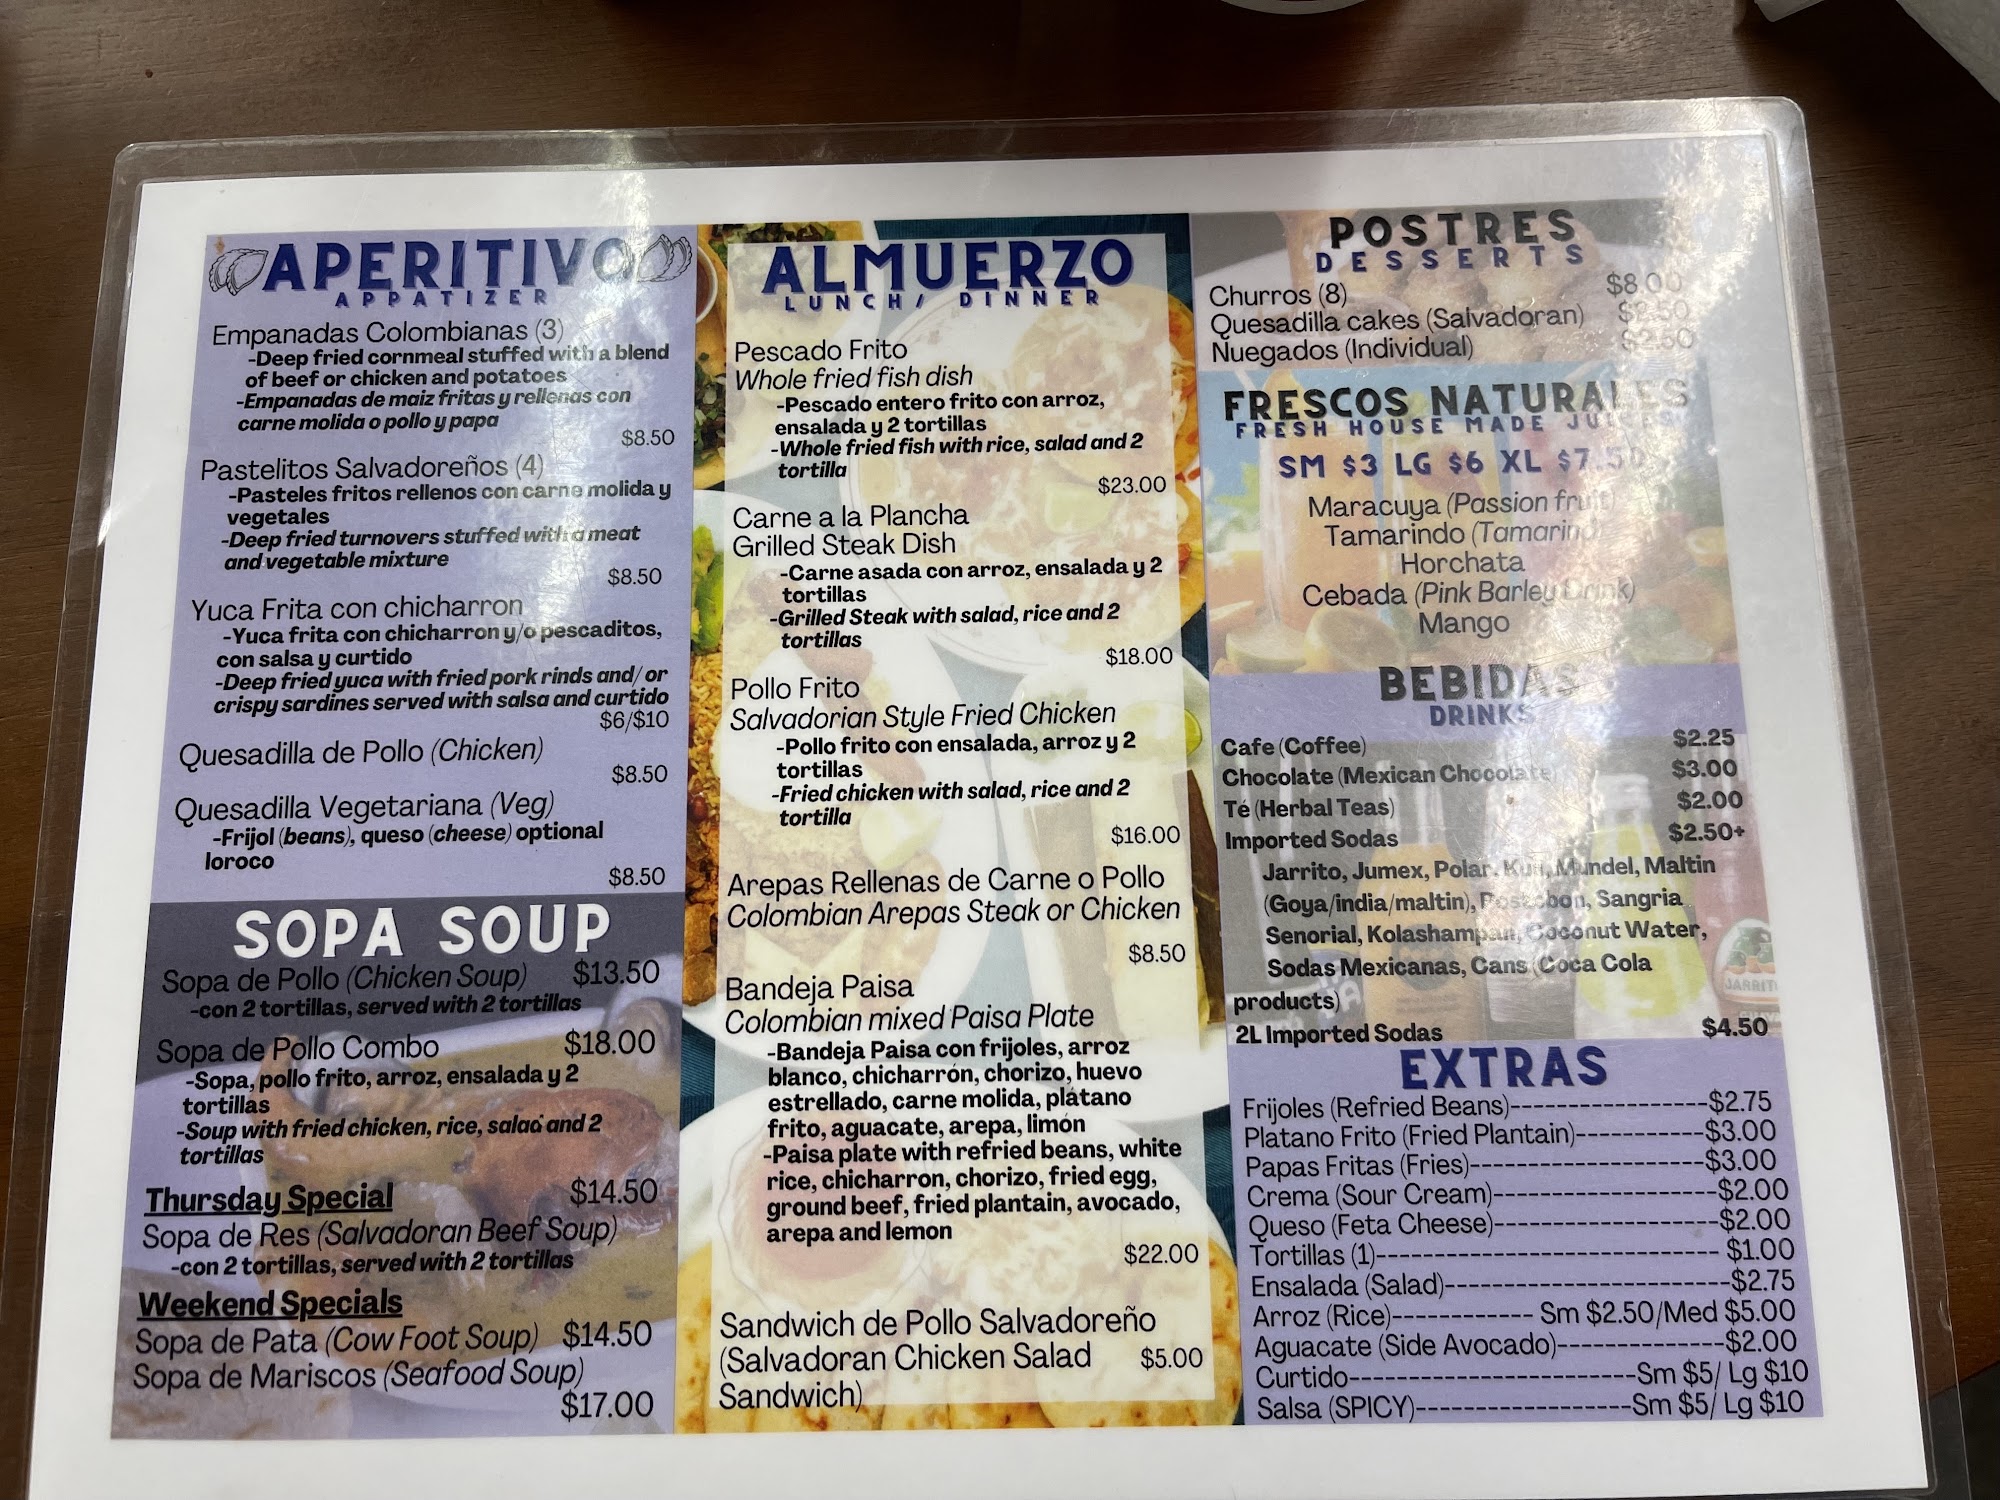 APERITIVO
APPATIZER
Empanadas Colombianas (3)
-Deep fried cornmeal stuffed with a blend
of beef or chicken and potatoes
-Empanadas de maiz fritas y rellenas con
carne molida o pollo y papa
$8.50
Pastelitos Salvadoreños (4)
-Pasteles fritos rellenos con carne molida y
vegetales
-Deep fried turnovers stuffed with a meat
and vegetable mixture
$8.50
Yuca Frita con chicharron
-Yuca frita con chicharron y/o pescaditos,
con salsa y curtido
-Deep fried yuca with fried pork rinds and/or
crispy sardines served with salsa and curtido
$6/$10
Quesadilla de Pollo (Chicken)
$8.50
Quesadilla Vegetariana (Veg)
-Frijol (beans), queso (cheese) optional
loroco
$8.50
SOPA SOUP
Sopa de Pollo (Chicken Soup) $13.50
-con 2 tortillas, served with 2 tortillas
Sopa de Pollo Combo $18.00
-Sopa, pollo frito, arroz, ensalada y 2
tortillas
-Soup with fried chicken, rice, salad and 2
tortillas
Thursday Special $14.50
Sopa de Res (Salvadoran Beef Soup)
-con 2 tortillas, served with 2 tortillas
Weekend Specials
Sopa de Pata (Cow Foot Soup) $14.50
Sopa de Mariscos (Seafood Soup)
$17.00
ALMUERZO
LUNCH/ DINNER
Pescado Frito
Whole fried fish dish
-Pescado entero frito con arroz,
ensalada y 2 tortillas
-Whole fried fish with rice, salad and 2
tortilla
$23.00
Carne a la Plancha
Grilled Steak Dish
-Carne asada con arroz, ensalada y 2
tortillas
-Grilled Steak with salad, rice and 2
tortillas
$18.00
Pollo Frito
Salvadorian Style Fried Chicken
-Pollo frito con ensalada, arroz y 2
tortillas
-Fried chicken with salad, rice and 2
tortilla
$16.00
Arepas Rellenas de Carne o Pollo
Colombian Arepas Steak or Chicken
$8.50
Bandeja Paisa
Colombian mixed Paisa Plate
-Bandeja Paisa con frijoles, arroz
blanco, chicharrón, chorizo, huevo
estrellado, carne molida, plátano
frito, aguacate, arepa, limón
-Paisa plate with refried beans, white
rice, chicharron, chorizo, fried egg,
ground beef, fried plantain, avocado,
arepa and lemon
$22.00
Sandwich de Pollo Salvadoreño
(Salvadoran Chicken Salad $5.00
Sandwich)
POSTRES
DESSERTS
Churros (8) $8.00
Quesadilla cakes (Salvadoran)
Nuegados (Individual) $2.50
FRESCOS NATURALES
FRESH HOUSE MADE JUICES
SM $3 LG $6 XL $7.50
Maracuya (Passion fruit)
Tamarindo (Tamarind)
Horchata
Cebada (Pink Barley Drink)
Mango
BEBIDAS
DRINKS
Cafe (Coffee) $2.25
Chocolate (Mexican Chocolate) $3.00
Té (Herbal Teas) $2.00
Imported Sodas $2.50+
Jarrito, Jumex, Polar, Mundel, Maltin
(Goya/india/maltin), Sangria
Senorial, Kolashampan, Coconut Water,
Sodas Mexicanas, Cans (Coca Cola
products)
2L Imported Sodas $4.50
EXTRAS
Frijoles (Refried Beans)------------------$2.75
Platano Frito (Fried Plantain)------------$3.00
Papas Fritas (Fries)----------------------$3.00
Crema (Sour Cream)---------------------$2.00
Queso (Feta Cheese)---------------------$2.00
Tortillas (1)-------------------------------- $1.00
Ensalada (Salad)--------------------------$2.75
Arroz (Rice)------------- Sm $2.50/Med $5.00
Aguacate (Side Avocado)---------------$2.00
Curtido--------------------------Sm $5/ Lg $10
Salsa (SPICY)--------------------Sm $5/ Lg $10